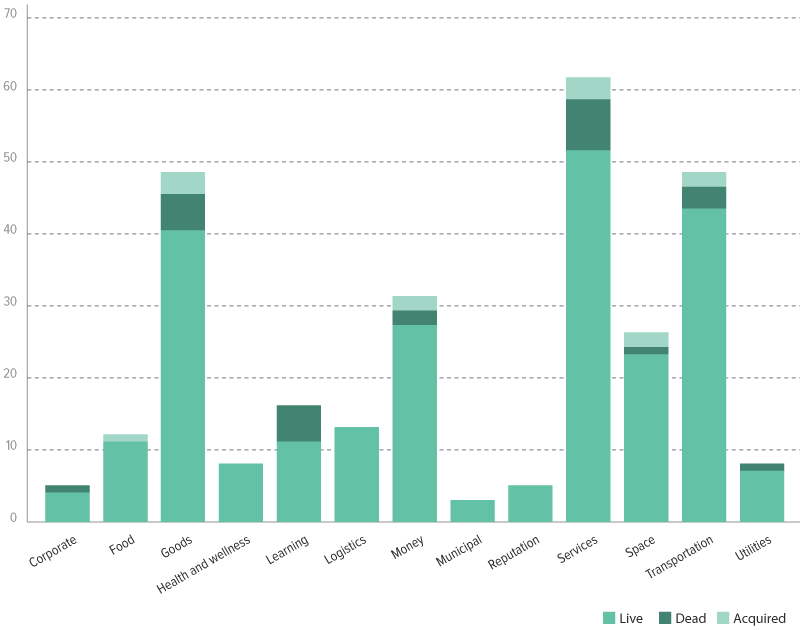 70
60
50
40
30
20
10
0
Corporate
Food
Goods
Health and wellness
Learning
Logistics
Money
Municipal
Reputation
Services
Space
Transportation
Utilities
Live Dead Acquired